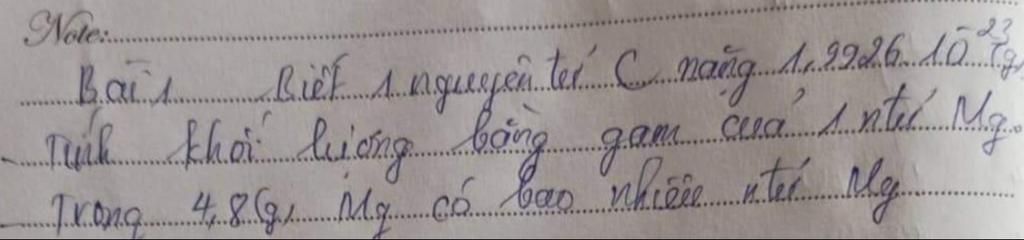 Note:
Bài 1 Biết 1 nguyên tử C nặng 1,9926.10⁻²³(g)
- Tính khối lượng bằng gam của 1 ntử Mg.
- Trong 4,8(g) Mg có bao nhiêu ntử Mg